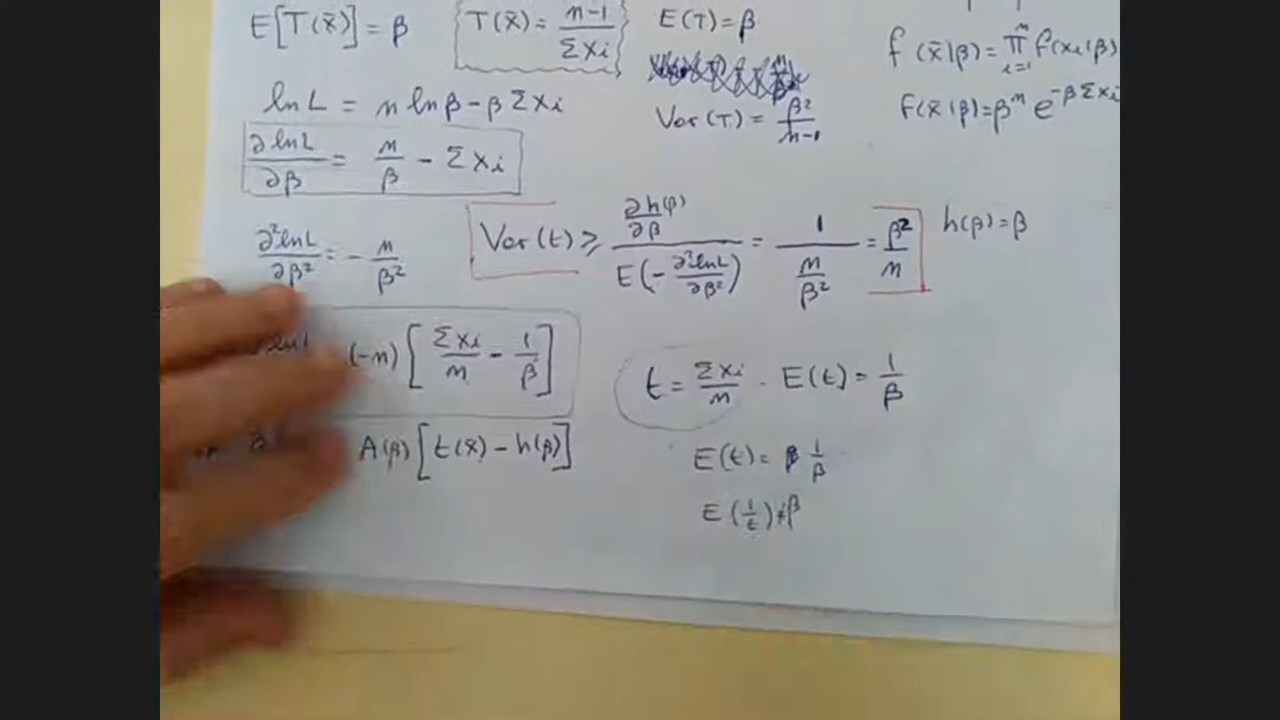 E[T(x̄)] = β
T(x̄) = n-1 / Σxi
E(T) = β
f(x̄|β) = ∏ i=1 n f(xi|β)
ln L = n ln β - β Σxi
Var(T) = β² / n-1
f(x̄|β) = βⁿ e^(-βΣxi)
∂lnL / ∂β = n/β - Σxi
∂²lnL / ∂β² = - n/β²
Var(t) ≥ (∂h(β)/∂β) / E(-∂²lnL/∂β²) = 1 / (n/β²) = β²/n
h(β) = β
(-n) [Σxi/n - 1/β]
t = Σxi/n · E(t) = 1/β
A(β) [t(x̄) - h(β)]
E(t) = 1/β
E(1/t) ≠ β